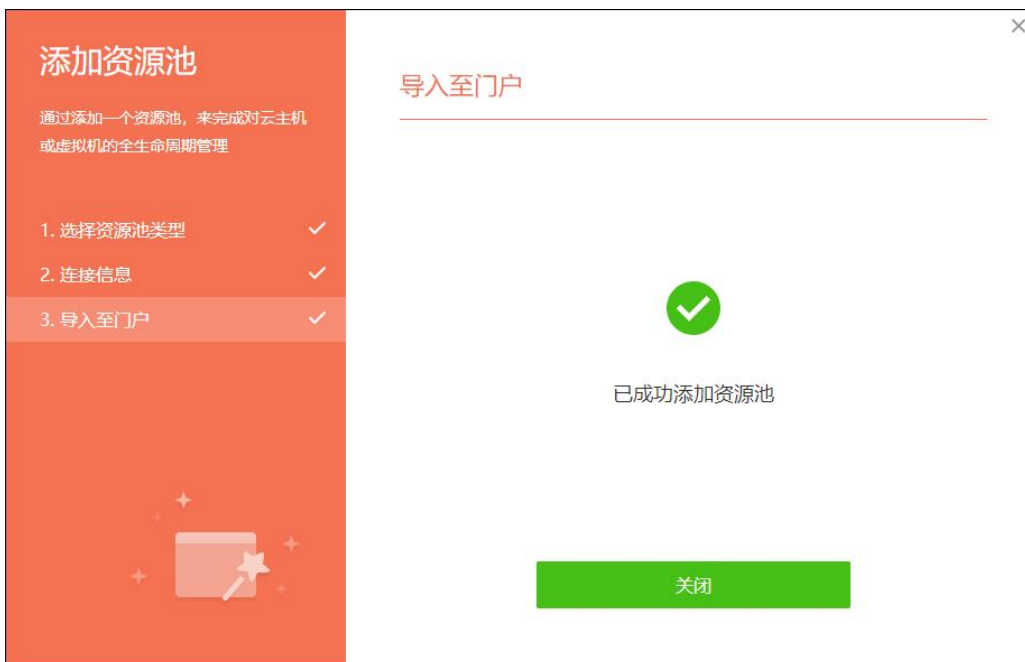 添加资源池
通过添加一个资源池，来完成对云主机
或虚拟机的全生命周期管理
1. 选择资源池类型
2. 连接信息
3. 导入至门户
导入至门户
已成功添加资源池
关闭